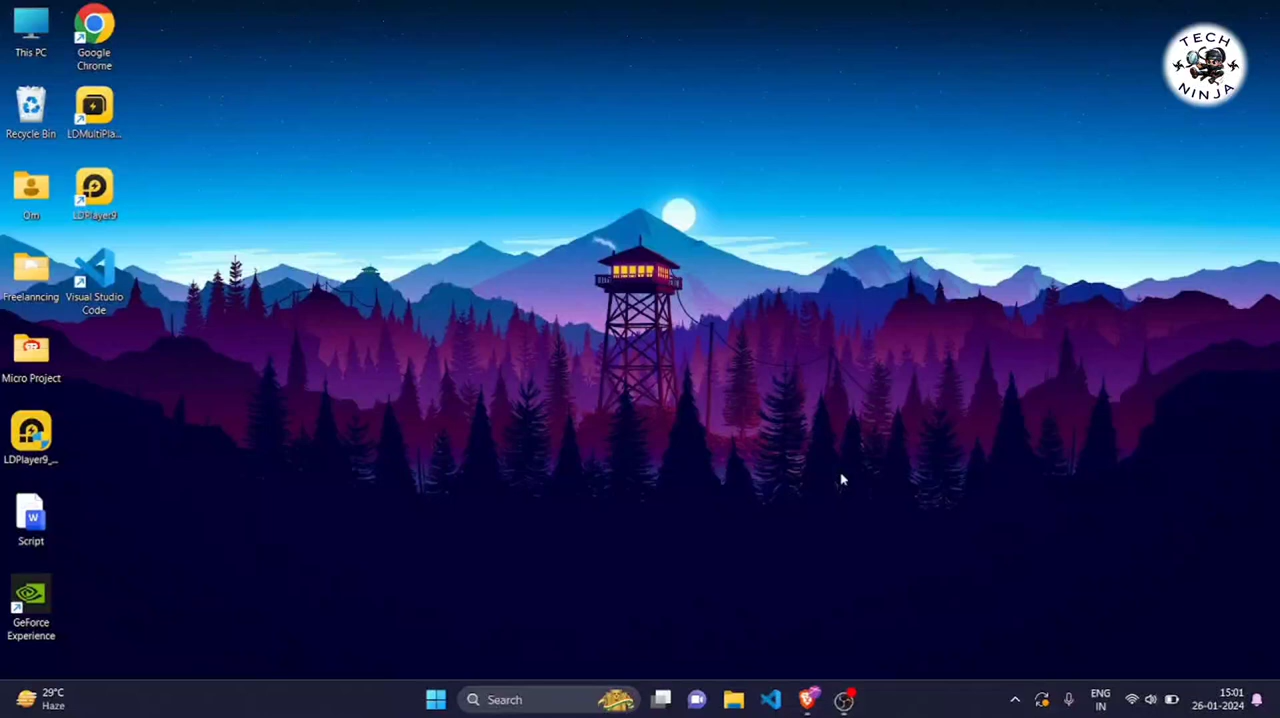 This PC
Google
Chrome
TECH
NINJA
Recycle Bin
LDMultiPla...
Om
LDPlayer9
Freelanncing
Visual Studio
Code
Micro Project
LDPlayer9_...
W
Script
GeForce
Experience
29°C
Haze
Search
ENG
IN
15:01
26-01-2024